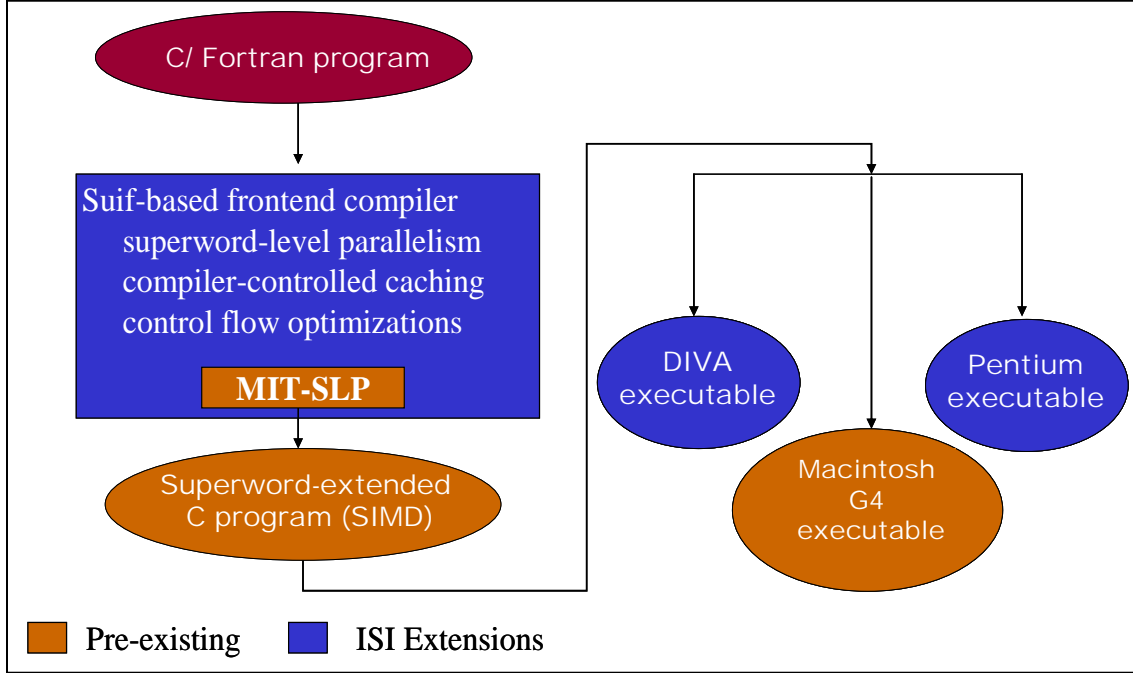 C/ Fortran program
Suif-based frontend compiler
superword-level parallelism
compiler-controlled caching
control flow optimizations
MIT-SLP
Superword-extended
C program (SIMD)
DIVA
executable
Pentium
executable
Macintosh
G4
executable
Pre-existing
ISI Extensions